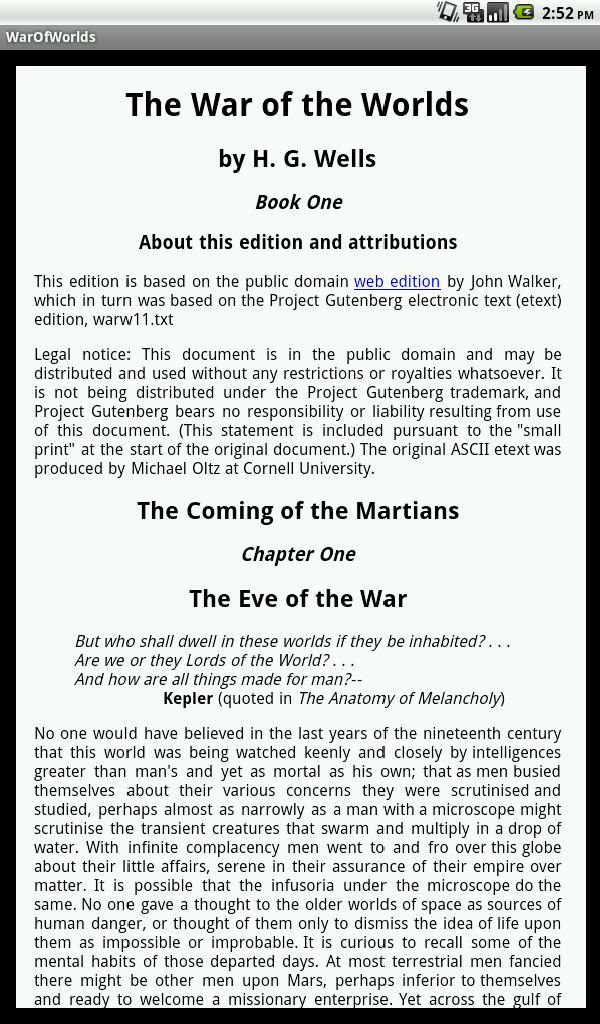 3G
2:52 PM
WarOfWorlds
The War of the Worlds
by H. G. Wells
Book One
About this edition and attributions
This edition is based on the public domain web edition by John Walker,
which in turn was based on the Project Gutenberg electronic text (etext)
edition, warw11.txt
Legal notice: This document is in the public domain and may be
distributed and used without any restrictions or royalties whatsoever. It
is not being distributed under the Project Gutenberg trademark, and
Project Gutenberg bears no responsibility or liability resulting from use
of this document. (This statement is included pursuant to the "small
print" at the start of the original document.) The original ASCII etext was
produced by Michael Oltz at Cornell University.
The Coming of the Martians
Chapter One
The Eve of the War
But who shall dwell in these worlds if they be inhabited? . . .
Are we or they Lords of the World? . . .
And how are all things made for man?--
Kepler (quoted in The Anatomy of Melancholy)
No one would have believed in the last years of the nineteenth century
that this world was being watched keenly and closely by intelligences
greater than man's and yet as mortal as his own; that as men busied
themselves about their various concerns they were scrutinised and
studied, perhaps almost as narrowly as a man with a microscope might
scrutinise the transient creatures that swarm and multiply in a drop of
water. With infinite complacency men went to and fro over this globe
about their little affairs, serene in their assurance of their empire over
matter. It is possible that the infusoria under the microscope do the
same. No one gave a thought to the older worlds of space as sources of
human danger, or thought of them only to dismiss the idea of life upon
them as impossible or improbable. It is curious to recall some of the
mental habits of those departed days. At most terrestrial men fancied
there might be other men upon Mars, perhaps inferior to themselves
and ready to welcome a missionary enterprise. Yet across the gulf of